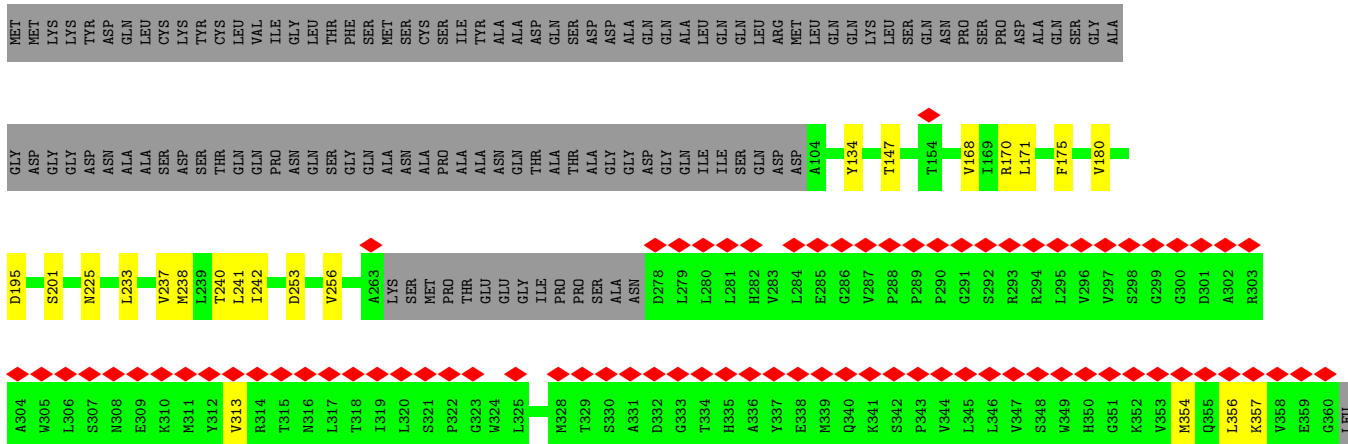 MET MET LYS LYS TYR ASP GLN LEU CYS LYS TYR CYS LEU VAL ILE GLY LEU THR PHE SER MET SER CYS SER ILE TYR ALA ALA ASP GLN SER ASP ASP ALA GLN GLN ALA LEU GLN GLU LEU ARG MET LEU GLN GLN LYS LEU SER GLN ASN PRO SER PRO ASP ALA GLN SER GLY ALA
GLY ASP GLY GLY ASP ASN ALA ALA SER ASP SER THR GLN GLN PRO ASN GLN SER GLY GLN ALA ASN ALA PRO ALA ALA ASN GLN THR ALA THR ALA GLY GLY ASP GLY GLN ILE ILE SER GLN ASP ASP A104 Y134 T147 T154 V168 I169 R170 L171 F175 V180
D195 S201 N225 L233 V237 M238 L239 T240 L241 I242 D253 V256 A263 LYS SER MET PRO THR GLU GLU GLY ILE PRO PRO SER ALA ASN D278 L279 L280 L281 H282 V283 L284 E285 G286 V287 P288 P289 P290 G291 S292 R293 R294 L295 V296 V297 S298 G299 G300 D301 A302 R303
A304 W305 L306 S307 N308 E309 K310 M311 Y312 V313 R314 T315 N316 L317 T318 I319 L320 S321 P322 G323 W324 L325 M328 T329 S330 A331 D332 G333 T334 H335 A336 Y337 E338 M339 Q340 K341 S342 P343 V344 L345 L346 V347 S348 W349 H350 G351 K352 V353 M354 Q355 L356 K357 V358 E359 G360 LEU